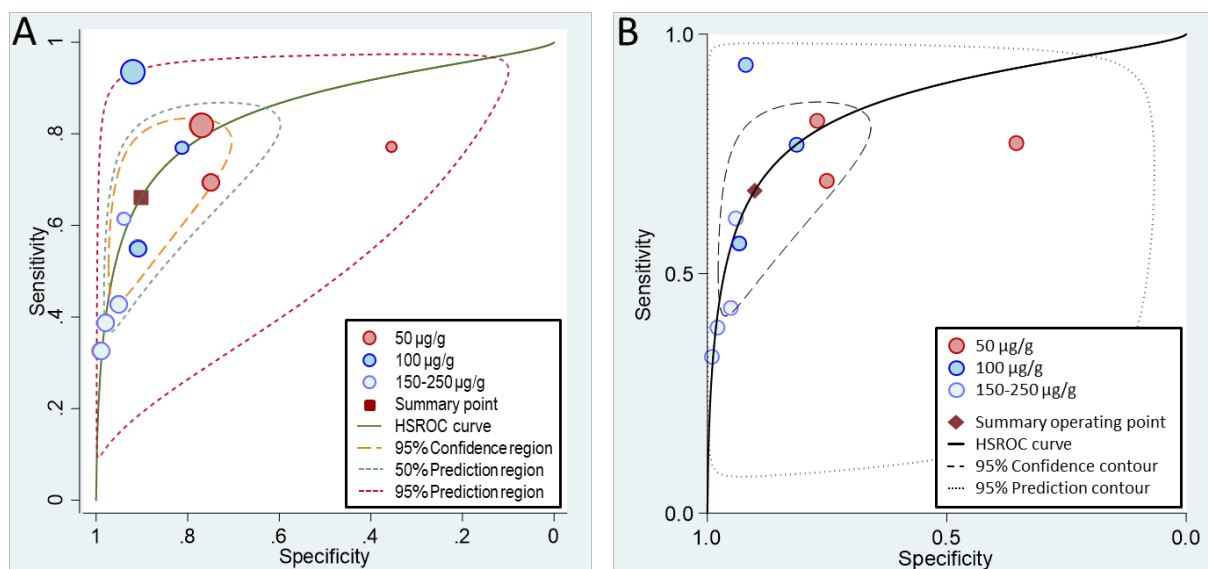 A
1
.8
.6
.4
.2
0
Sensitivity
1
.8
.6
.4
.2
0
Specificity
50 µg/g
100 µg/g
150-250 µg/g
Summary point
HSROC curve
95% Confidence region
50% Prediction region
95% Prediction region
B
1.0
0.5
0.0
Sensitivity
1.0
0.5
0.0
Specificity
50 µg/g
100 µg/g
150-250 µg/g
Summary operating point
HSROC curve
95% Confidence contour
95% Prediction contour